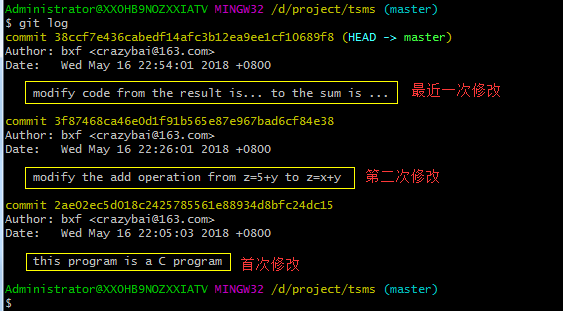 Administrator@XXOHB9NOZXXIATV MINGW32 /d/project/tsms (master)
$ git log
commit 38ccf7e436cabedf14afc3b12ea9ee1cf10689f8 (HEAD -> master)
Author: bxf <crazybai@163.com>
Date:   Wed May 16 22:54:01 2018 +0800
modify code from the result is... to the sum is ...
最近一次修改
commit 3f87468ca46e0d1f91b565e87e967bad6cf84e38
Author: bxf <crazybai@163.com>
Date:   Wed May 16 22:26:01 2018 +0800
modify the add operation from z=5+y to z=x+y
第二次修改
commit 2ae02ec5d018c2425785561e88934d8bfc24dc15
Author: bxf <crazybai@163.com>
Date:   Wed May 16 22:05:03 2018 +0800
this program is a C program
首次修改
Administrator@XXOHB9NOZXXIATV MINGW32 /d/project/tsms (master)
$